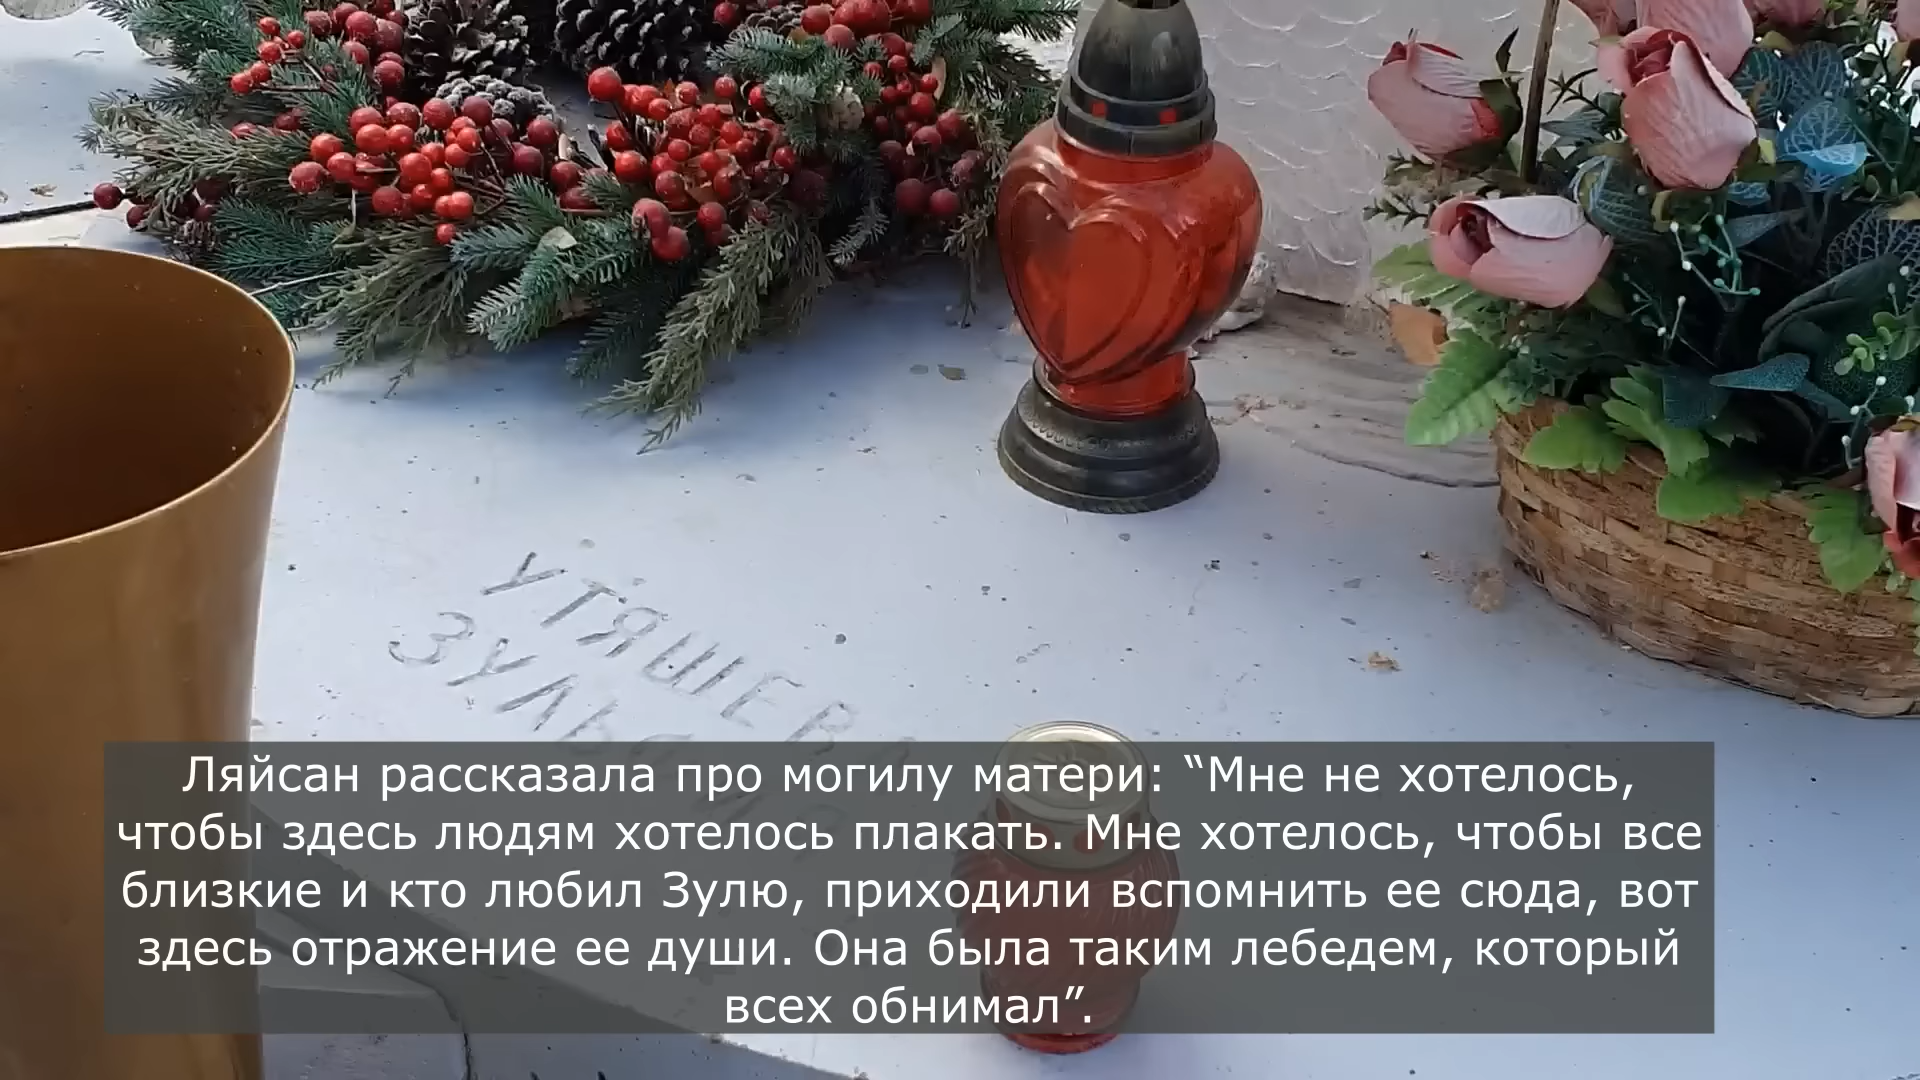 УТЯШЕВА
ЗУЛЬФИЯ
Ляйсан рассказала про могилу матери: “Мне не хотелось,
чтобы здесь людям хотелось плакать. Мне хотелось, чтобы все
близкие и кто любил Зулю, приходили вспомнить ее сюда, вот
здесь отражение ее души. Она была таким лебедем, который
всех обнимал”.